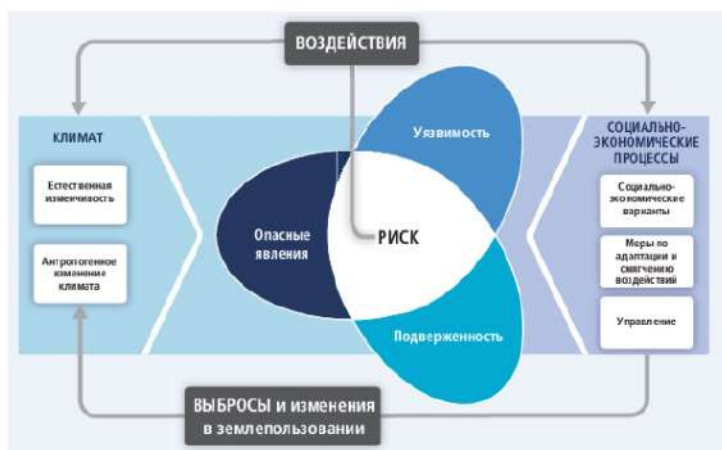 ВОЗДЕЙСТВИЯ
КЛИМАТ
Естественная
изменчивость
Антропогенное
изменение
климата
Уязвимость
Опасные
явления
РИСК
Подверженность
СОЦИАЛЬНО-
ЭКОНОМИЧЕСКИЕ
ПРОЦЕССЫ
Социально-
экономические
варианты
Меры по
адаптации и
смягчению
воздействий
Управление
ВЫБРОСЫ и изменения
в землепользовании